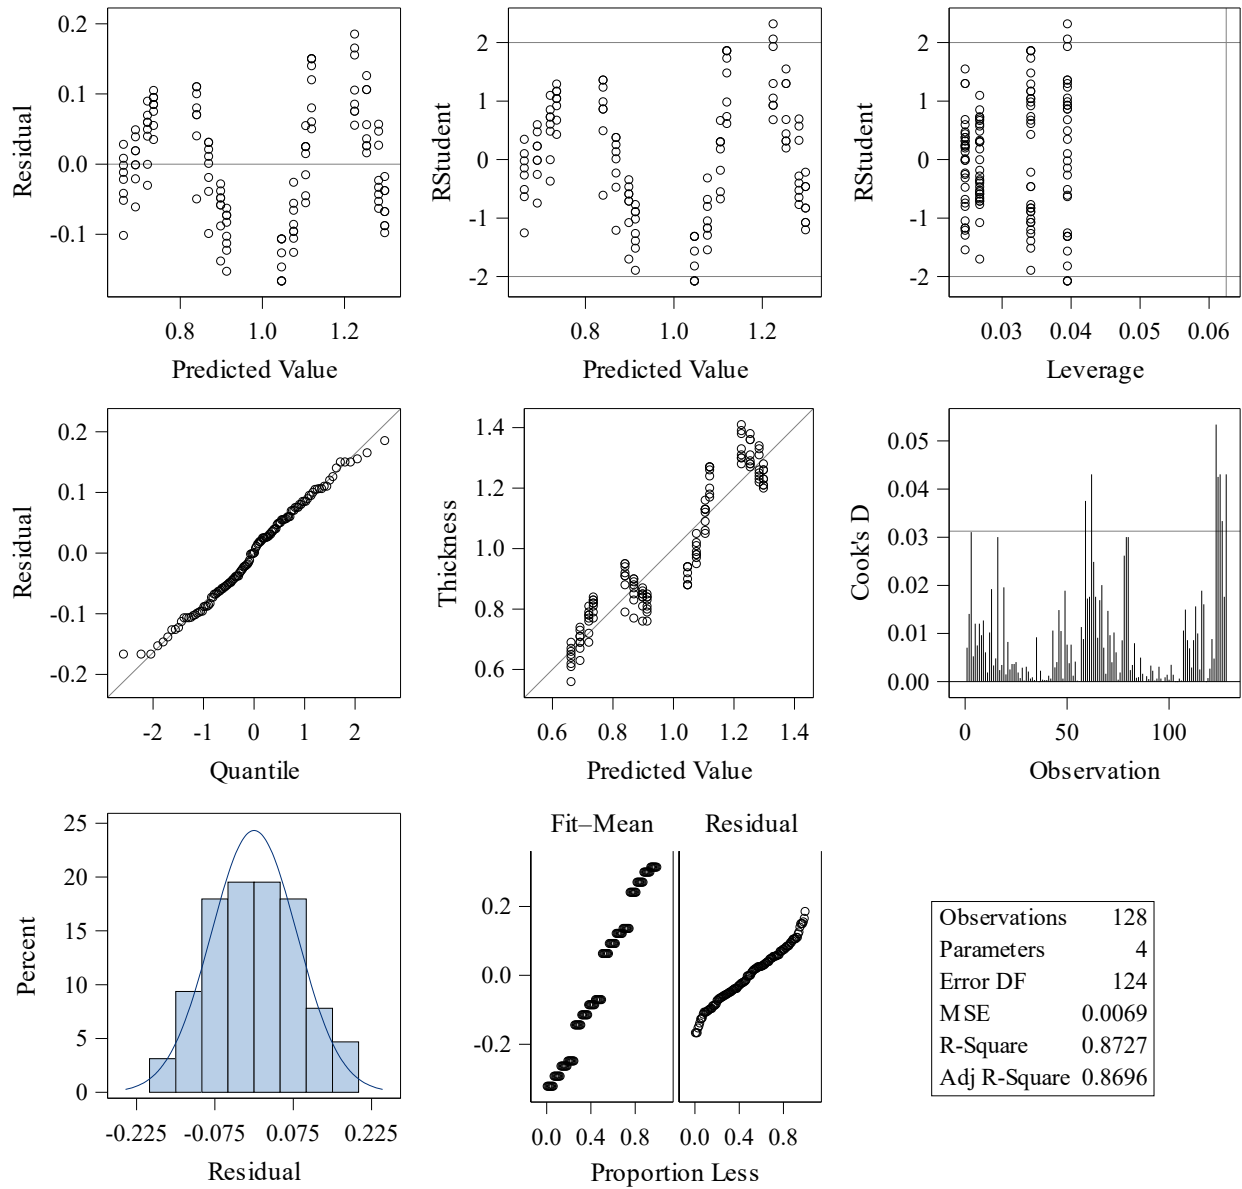 0.2
0.1
0.0
-0.1
Residual
0.8 1.0 1.2
Predicted Value
2
1
0
-1
-2
RStudent
0.8 1.0 1.2
Predicted Value
2
1
0
-1
-2
RStudent
0.03 0.04 0.05 0.06
Leverage
0.2
0.1
0.0
-0.1
-0.2
Residual
-2 -1 0 1 2
Quantile
1.4
1.2
1.0
0.8
0.6
Thickness
0.6 0.8 1.0 1.2 1.4
Predicted Value
0.05
0.04
0.03
0.02
0.01
0.00
Cook's D
0 50 100
Observation
25
20
15
10
5
0
Percent
-0.225 -0.075 0.075 0.225
Residual
Fit–Mean Residual
0.2
0.0
-0.2
0.0 0.4 0.8 0.0 0.4 0.8
Proportion Less
Observations 128
Parameters 4
Error DF 124
MSE 0.0069
R-Square 0.8727
Adj R-Square 0.8696